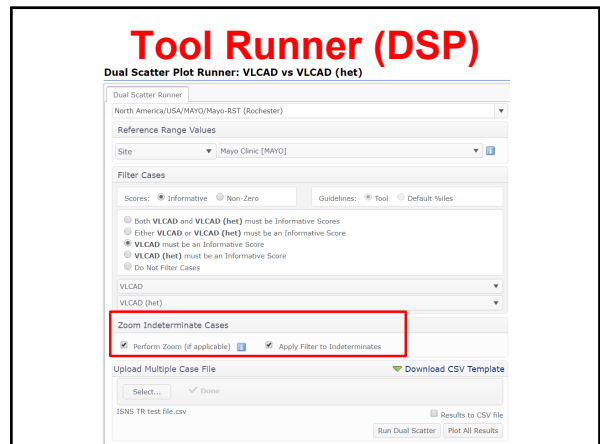 Tool Runner (DSP)
Dual Scatter Plot Runner: VLCAD vs VLCAD (het)
Dual Scatter Runner
North America/USA/MAYO/Mayo-RST (Rochester)
Reference Range Values
Site Mayo Clinic [MAYO]
Filter Cases
Scores: Informative Non-Zero Guidelines: Tool Default %iles
Both VLCAD and VLCAD (het) must be Informative Scores
Either VLCAD or VLCAD (het) must be an Informative Score
VLCAD must be an Informative Score
VLCAD (het) must be an Informative Score
Do Not Filter Cases
VLCAD
VLCAD (het)
Zoom Indeterminate Cases
Perform Zoom (if applicable) Apply Filter to Indeterminates
Upload Multiple Case File Download CSV Template
Select... Done
ISNS TR test file.csv Results to CSV file
Run Dual Scatter Plot All Results